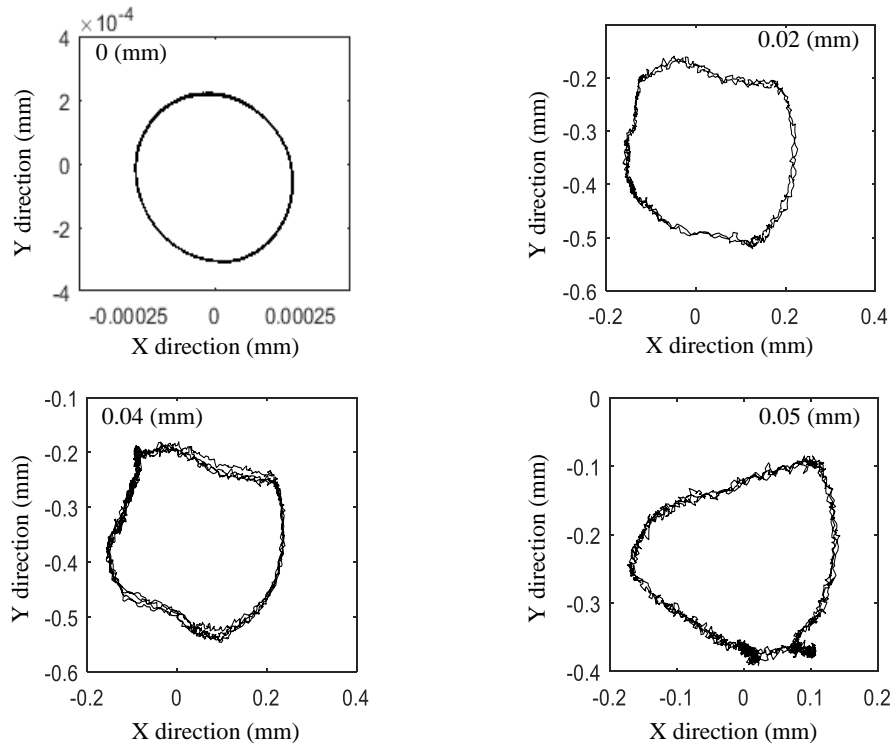 × 10⁻⁴
4
0 (mm)
2
0
-2
-4
Y direction (mm)
-0.00025 0 0.00025
X direction (mm)
0.02 (mm)
-0.2
-0.3
-0.4
-0.5
-0.6
Y direction (mm)
-0.2 0 0.2 0.4
X direction (mm)
-0.1
0.04 (mm)
-0.2
-0.3
-0.4
-0.5
-0.6
Y direction (mm)
-0.2 0 0.2 0.4
X direction (mm)
0
0.05 (mm)
-0.1
-0.2
-0.3
-0.4
Y direction (mm)
-0.2 -0.1 0 0.1 0.2
X direction (mm)